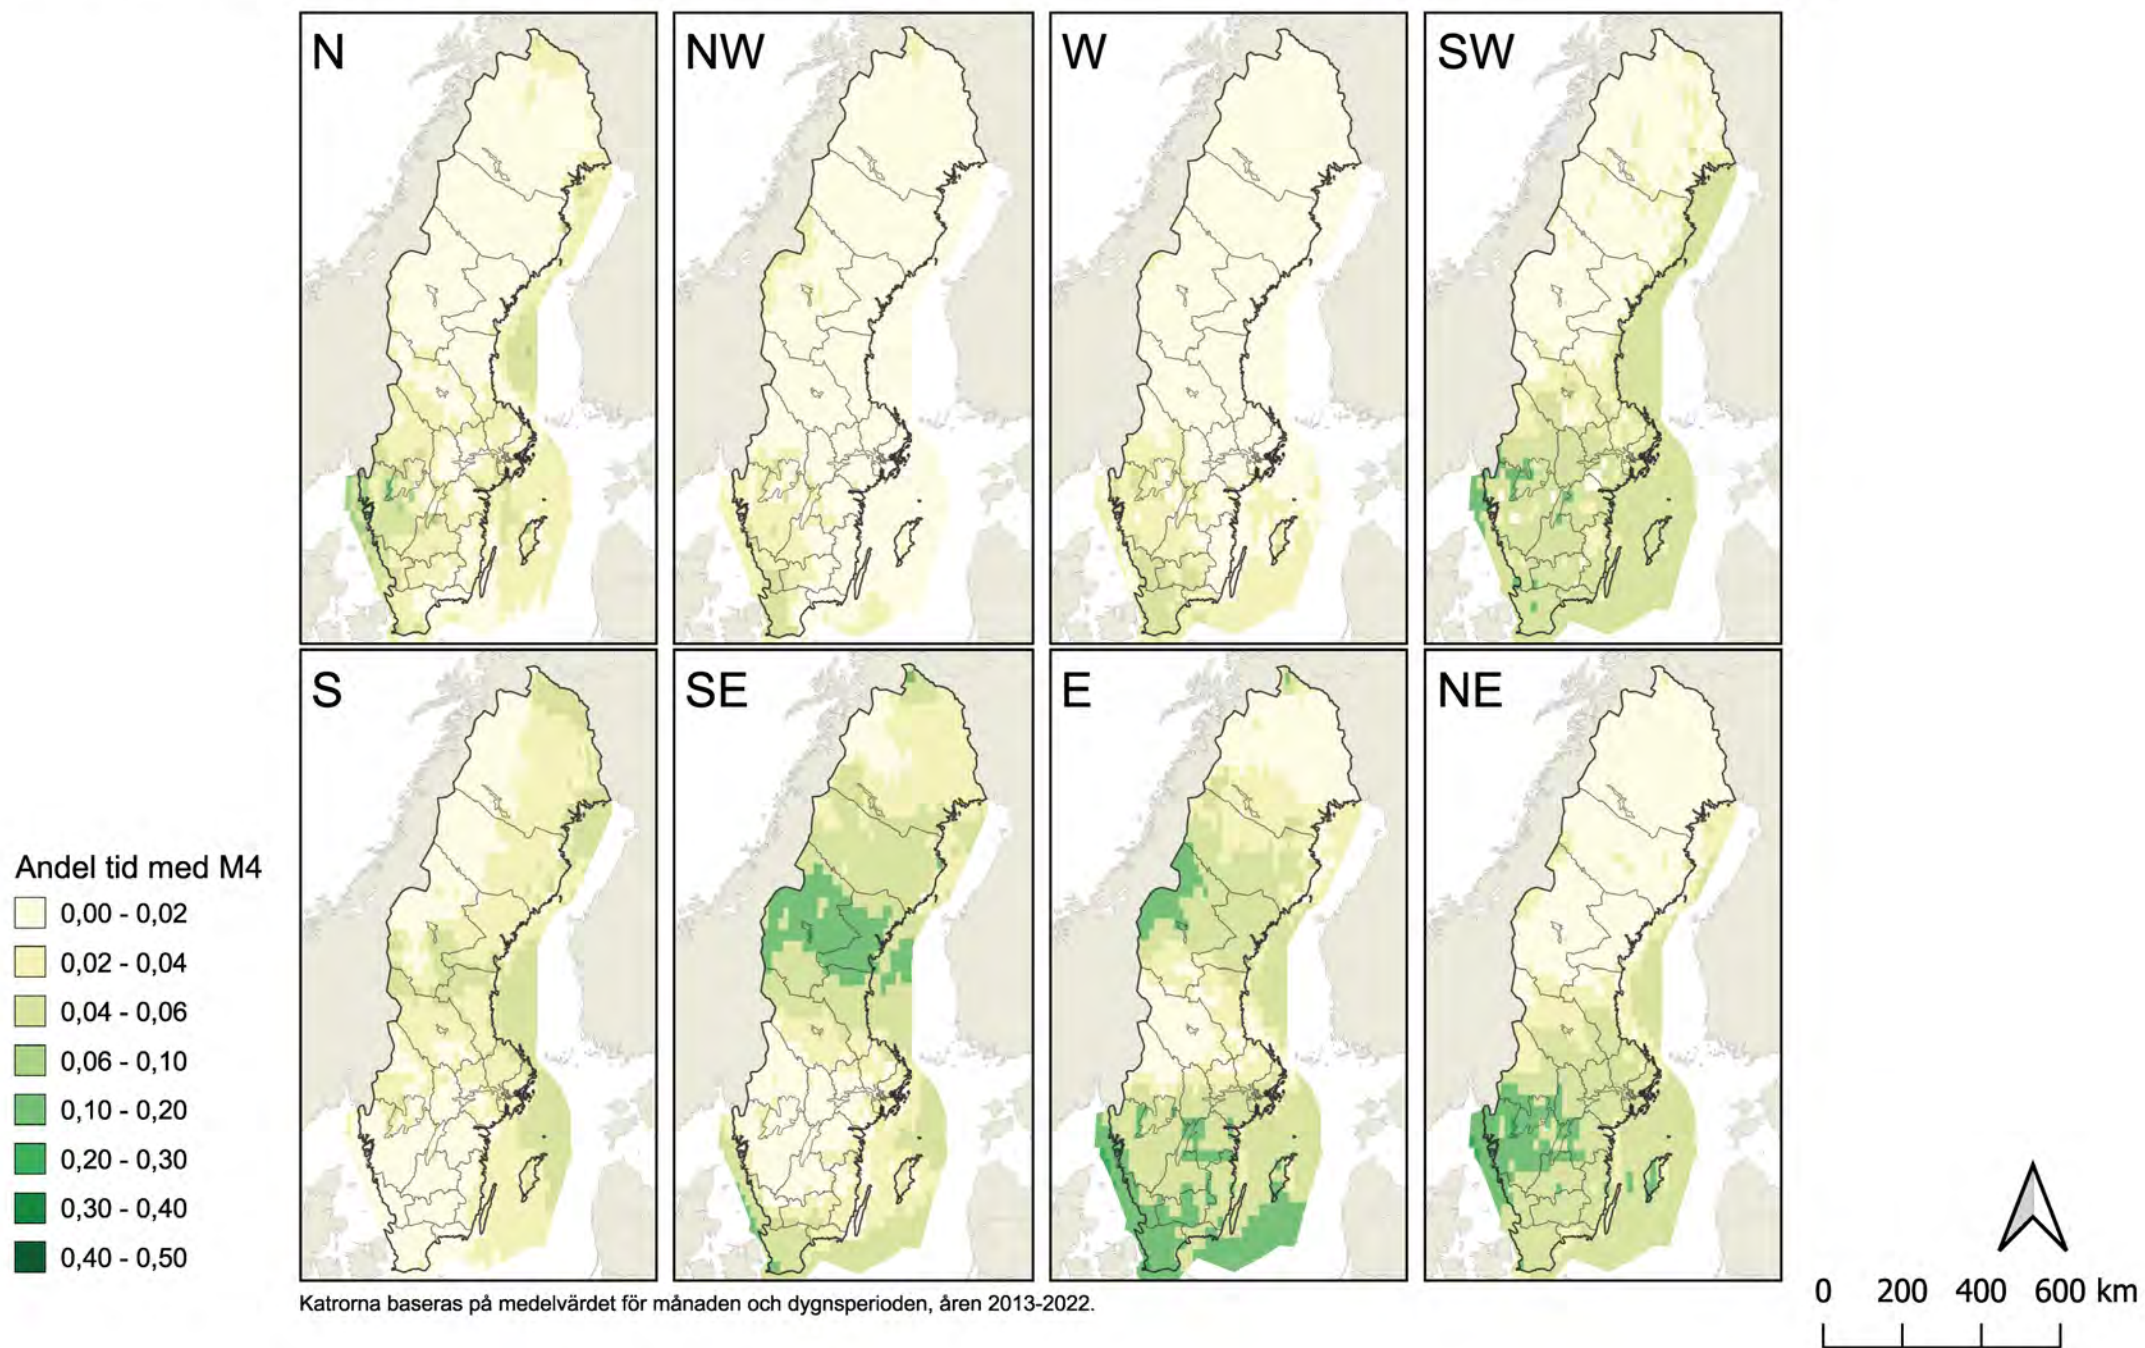 N
NW
W
SW
S
SE
E
NE
Andel tid med M4
0,00 - 0,02
0,02 - 0,04
0,04 - 0,06
0,06 - 0,10
0,10 - 0,20
0,20 - 0,30
0,30 - 0,40
0,40 - 0,50
Katrorna baseras på medelvärdet för månaden och dygnsperioden, åren 2013-2022.
0 200 400 600 km